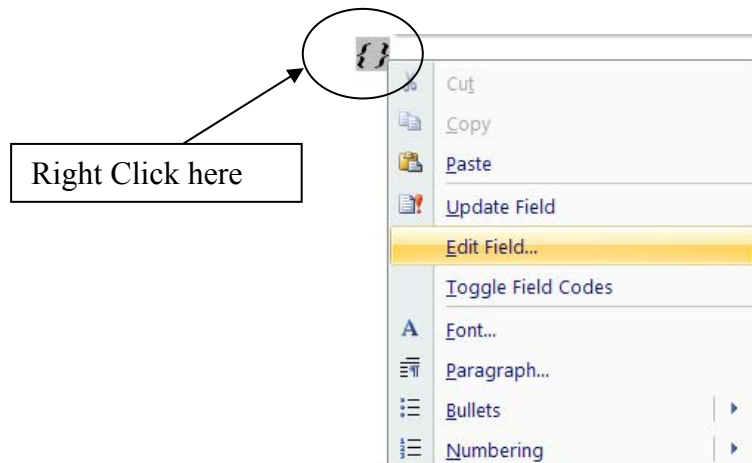 { }
Right Click here
Cut
Copy
Paste
Update Field
Edit Field...
Toggle Field Codes
Font...
Paragraph...
Bullets
Numbering